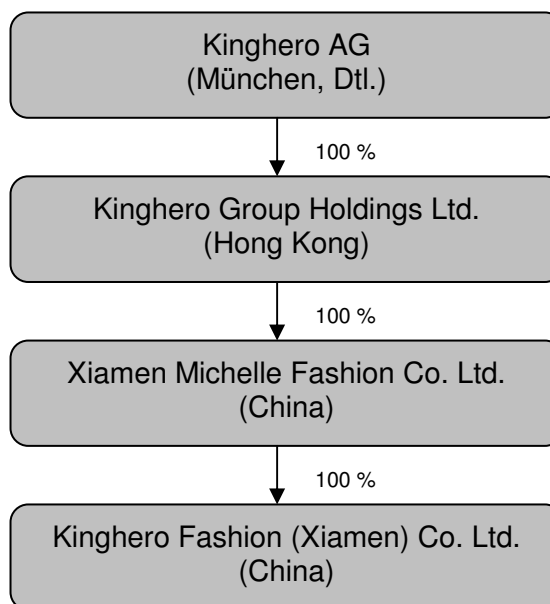 Kinghero AG
(München, Dtl.)
100 %
Kinghero Group Holdings Ltd.
(Hong Kong)
100 %
Xiamen Michelle Fashion Co. Ltd.
(China)
100 %
Kinghero Fashion (Xiamen) Co. Ltd.
(China)